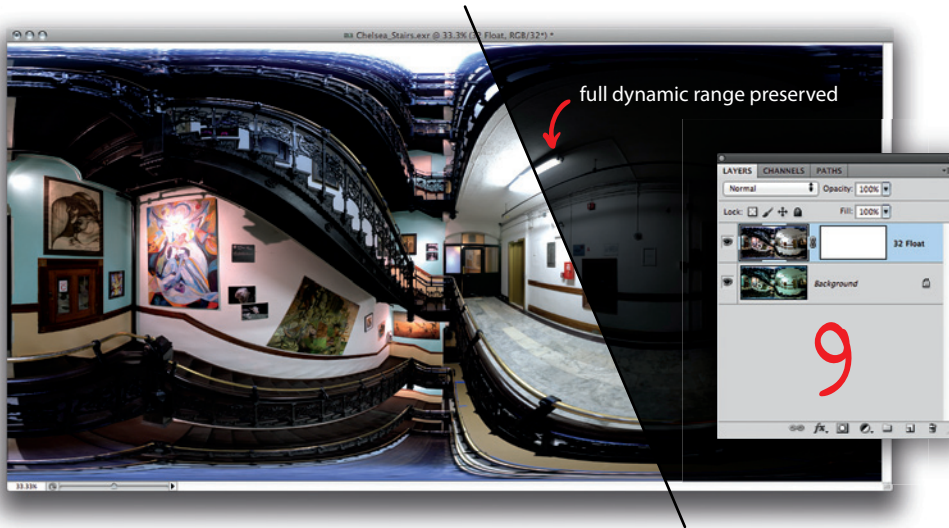 Chelsea_Stairs.exr @ 33.3% (32 Float, RGB/32*) *
full dynamic range preserved
LAYERS CHANNELS PATHS
Normal Opacity: 100%
Lock: Fill: 100%
32 Float
Background
9
fx.
33.33%